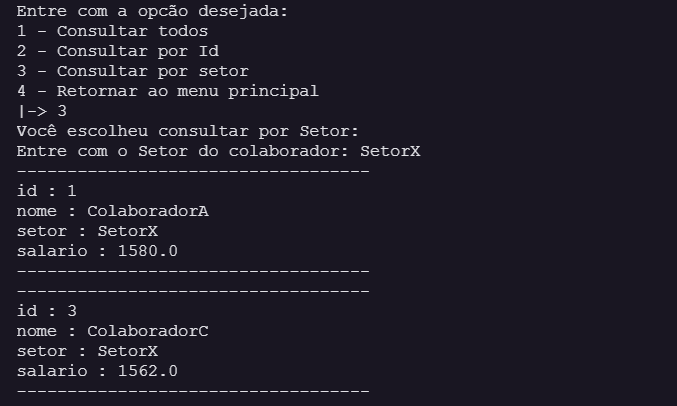 Entre com a opcão desejada:
1 - Consultar todos
2 - Consultar por Id
3 - Consultar por setor
4 - Retornar ao menu principal
|-> 3
Você escolheu consultar por Setor:
Entre com o Setor do colaborador: SetorX
-----------------------------------
id : 1
nome : ColaboradorA
setor : SetorX
salario : 1580.0
-----------------------------------
-----------------------------------
id : 3
nome : ColaboradorC
setor : SetorX
salario : 1562.0
-----------------------------------